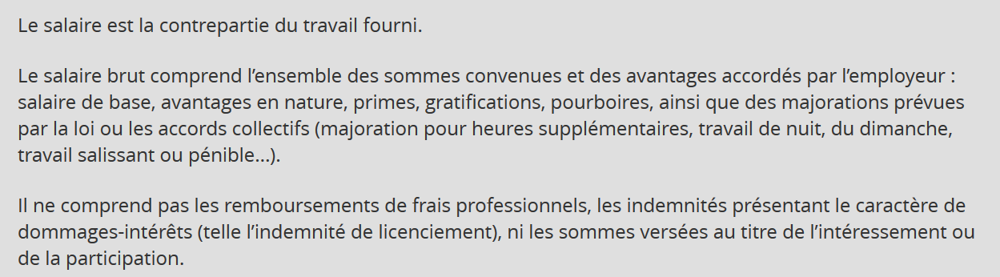 Le salaire est la contrepartie du travail fourni.
Le salaire brut comprend l’ensemble des sommes convenues et des avantages accordés par l’employeur :
salaire de base, avantages en nature, primes, gratifications, pourboires, ainsi que des majorations prévues
par la loi ou les accords collectifs (majoration pour heures supplémentaires, travail de nuit, du dimanche,
travail salissant ou pénible…).
Il ne comprend pas les remboursements de frais professionnels, les indemnités présentant le caractère de
dommages-intérêts (telle l’indemnité de licenciement), ni les sommes versées au titre de l’intéressement ou
de la participation.